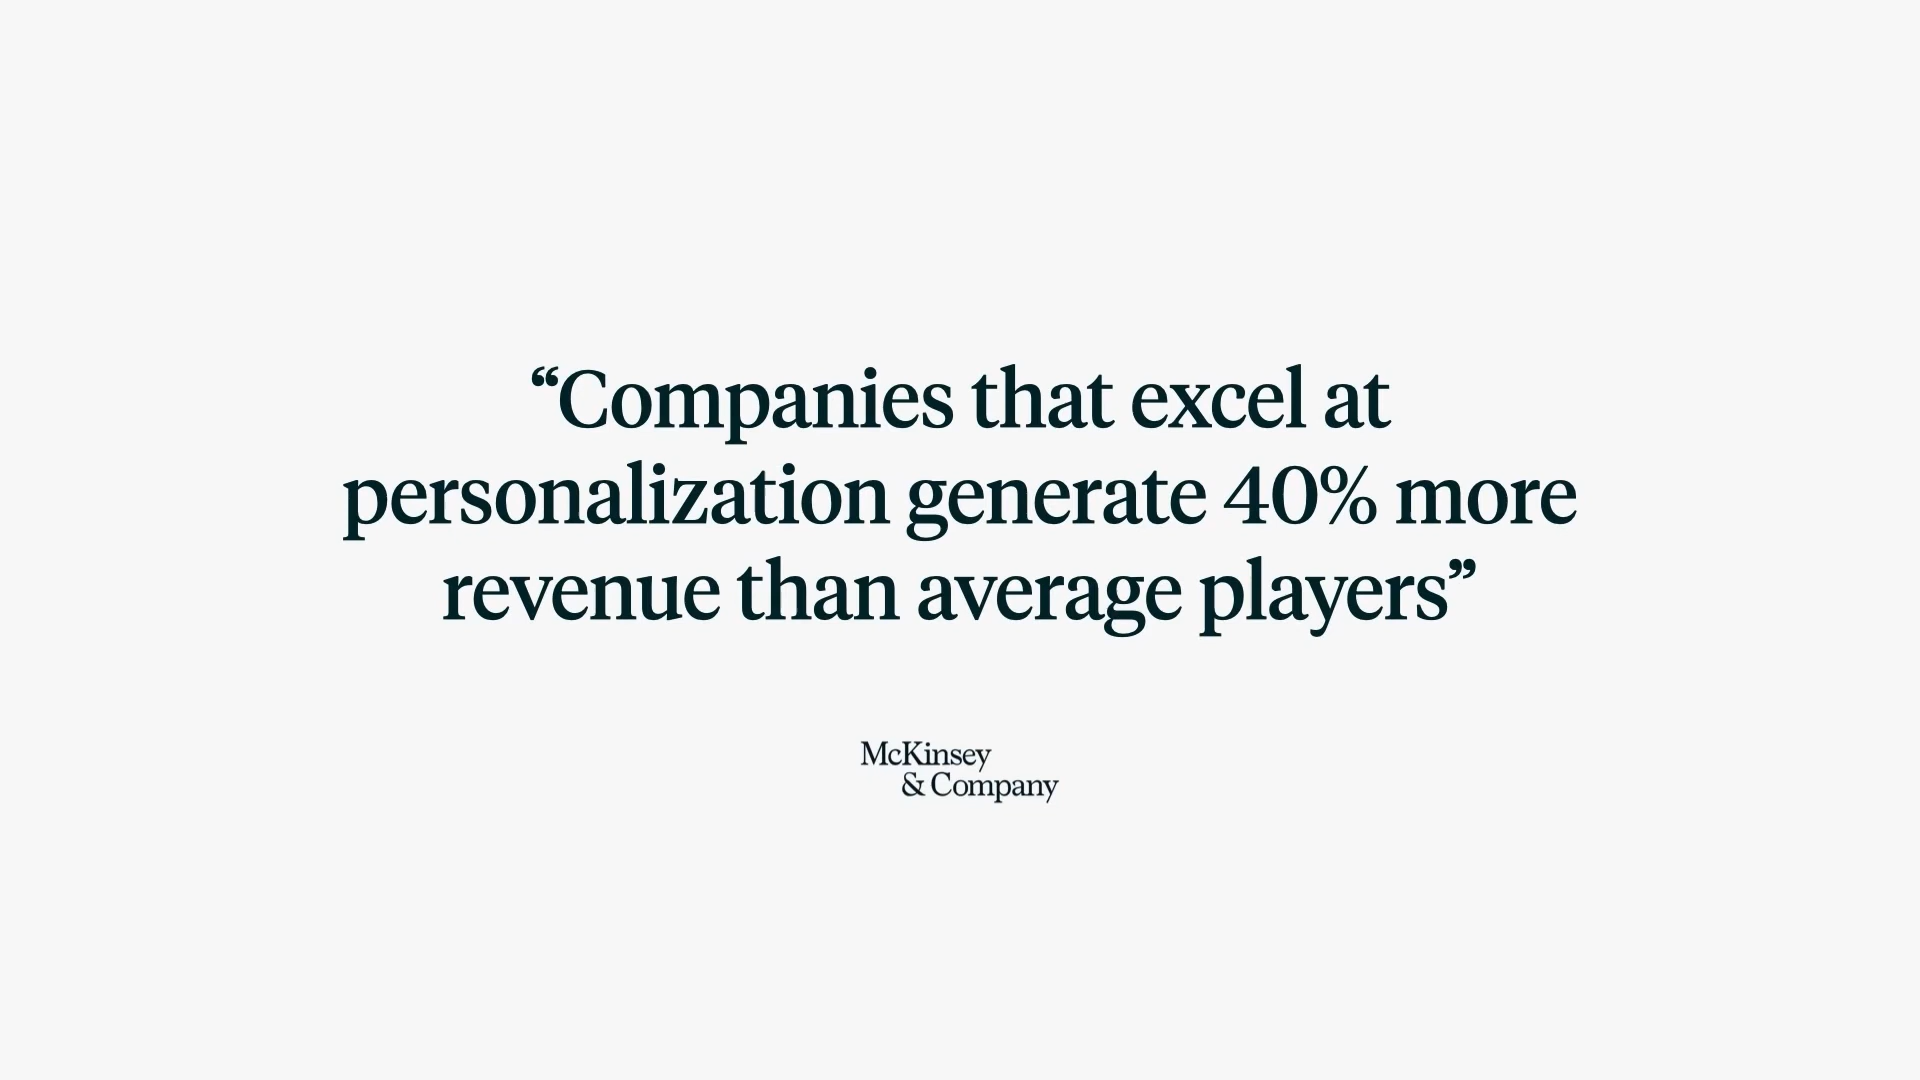 “Companies that excel at
personalization generate 40% more
revenue than average players”
McKinsey
& Company